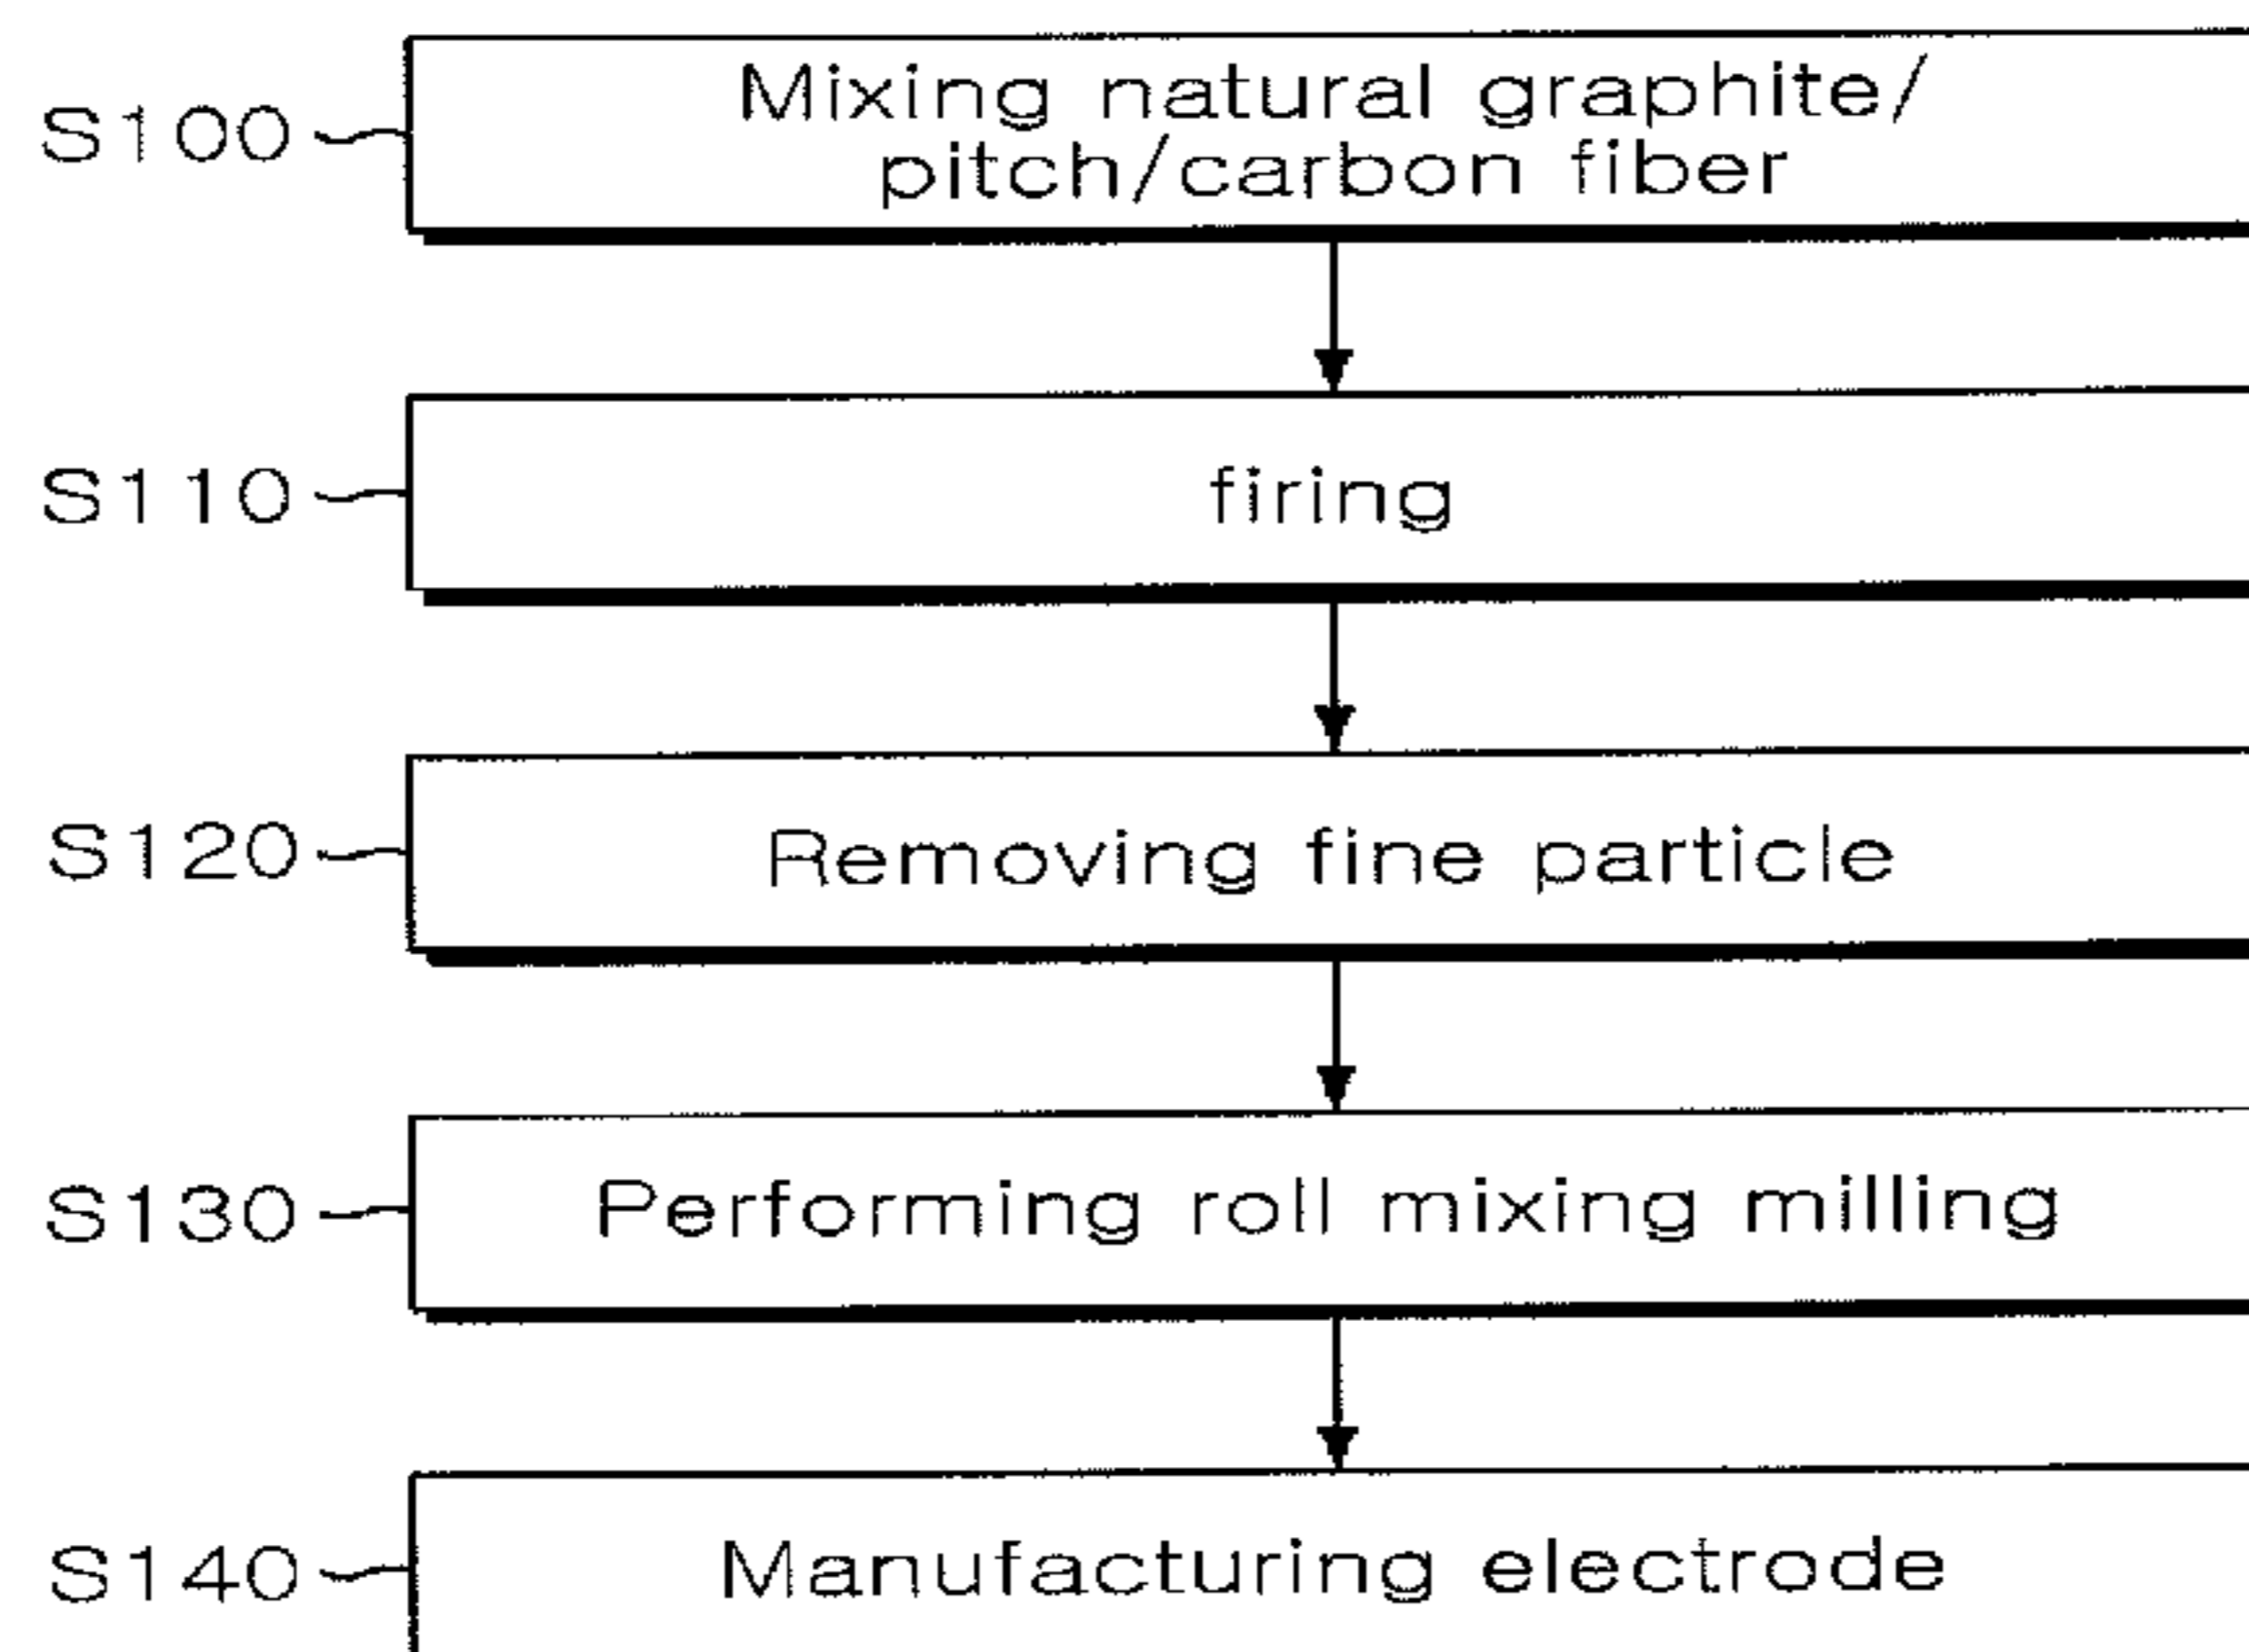 S100
Mixing natural graphite/
pitch/carbon fiber
S110
firing
S120
Removing fine particle
S130
Performing roll mixing milling
S140
Manufacturing electrode